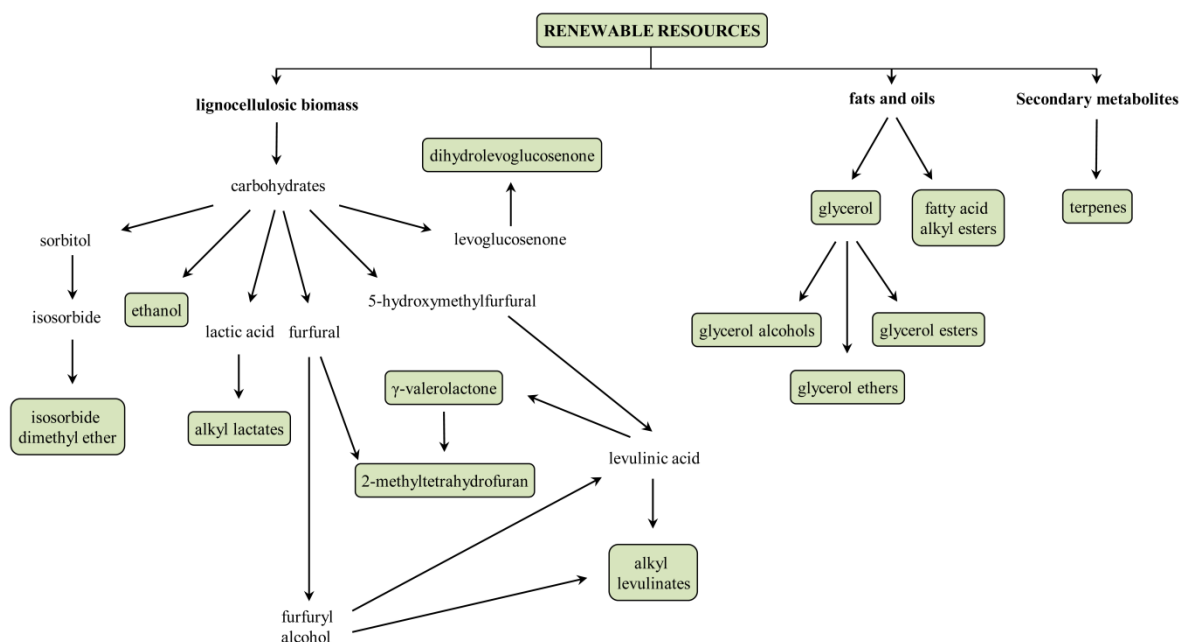 RENEWABLE RESOURCES
lignocellulosic biomass
fats and oils
Secondary metabolites
dihydrolevoglucosenone
carbohydrates
glycerol
fatty acid
alkyl esters
terpenes
sorbitol
levoglucosenone
ethanol
5-hydroxymethylfurfural
isosorbide
lactic acid
furfural
glycerol alcohols
glycerol esters
γ-valerolactone
glycerol ethers
isosorbide
dimethyl ether
alkyl lactates
levulinic acid
2-methyltetrahydrofuran
alkyl
levulinates
furfuryl
alcohol